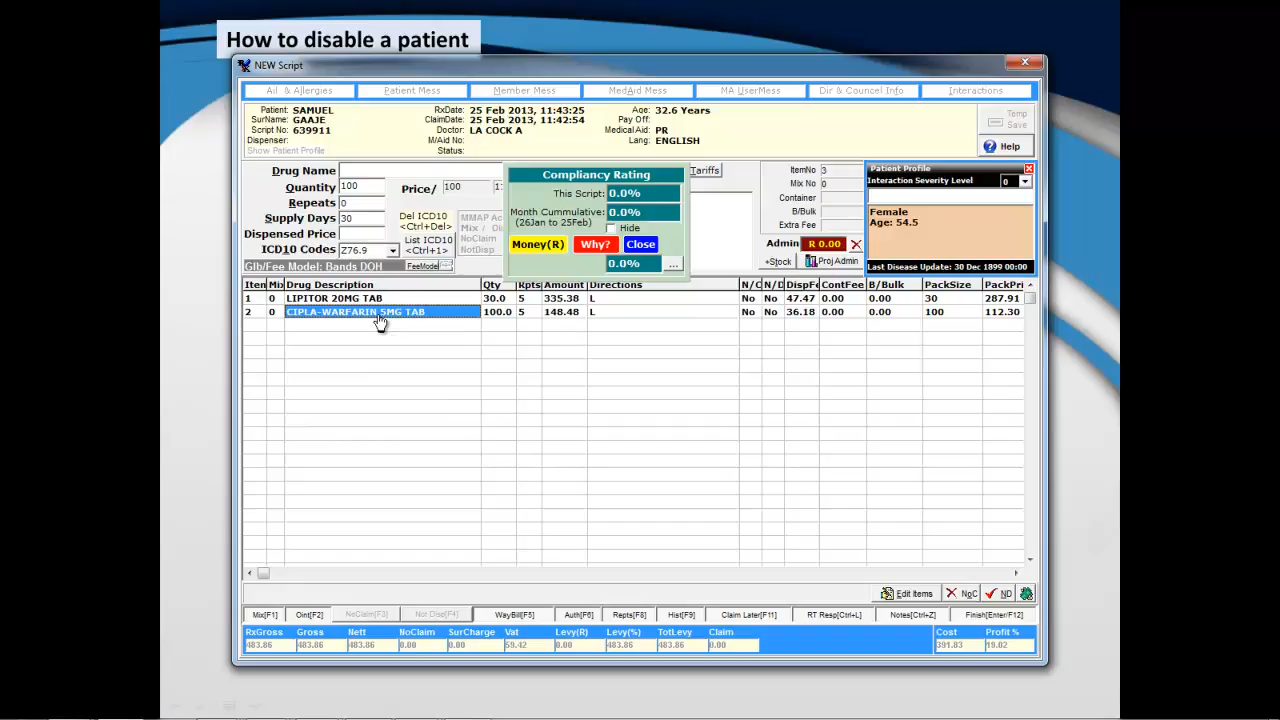 How to disable a patient
NEW Script
Ail & Allergies Patient Mess Member Mess MedAid Mess MA UserMess Dir & Councel Info Interactions
Patient: SAMUEL RxDate: 25 Feb 2013, 11:43:25 Age: 32.6 Years
SurName: GAAJE ClaimDate: 25 Feb 2013, 11:42:54 Pay Off:
Script No: 639911 Doctor: LA COCK A Medical Aid: PR
Dispenser: M/Aid No: Lang: ENGLISH
Show Patient Profile Status:
Temp Save
Help
Drug Name
Quantity 100 Price/ 100
Repeats 0
Supply Days 30
Dispensed Price
ICD10 Codes Z76.9
Del ICD10
<Ctrl+Del>
List ICD10
<Ctrl+1>
MMAP Ac
Mix / Oi
NoClaim
NotDisp
Glb/Fee Model: Bands DOH FeeModel
Compliancy Rating
This Script: 0.0%
Month Cummulative: 0.0%
(26Jan to 25Feb)
Hide
Money(R) Why? Close
0.0% ...
Tariffs
ItemNo 3
Mix No 0
Container
B/Bulk
Extra Fee
Admin R 0.00
+Stock Proj Admin
Patient Profile
Interaction Severity Level 0
Female
Age: 54.5
Last Disease Update: 30 Dec 1899 00:00
Item Mix Drug Description Qty Rpts Amount Directions N/C N/D DispFe ContFee B/Bulk PackSize PackPri
1 0 LIPITOR 20MG TAB 30.0 5 335.38 L No No 47.47 0.00 0.00 30 287.91
2 0 CIPLA-WARFARIN 5MG TAB 100.0 5 148.48 L No No 36.18 0.00 0.00 100 112.30
Edit Items NoC ND
Mix[F1] Oint[F2] NoClaim[F3] Not Disp[F4] WayBill[F5] Auth[F6] Repts[F8] Hist[F9] Claim Later[F11] RT Resp[Ctrl+L] Notes[Ctrl+Z] Finish[Enter/F12]
RxGross Gross Nett NoClaim SurCharge Vat Levy(R) Levy(%) TotLevy Claim Cost Profit %
483.86 483.86 483.86 0.00 0.00 59.42 0.00 483.86 483.86 0.00 391.83 19.02